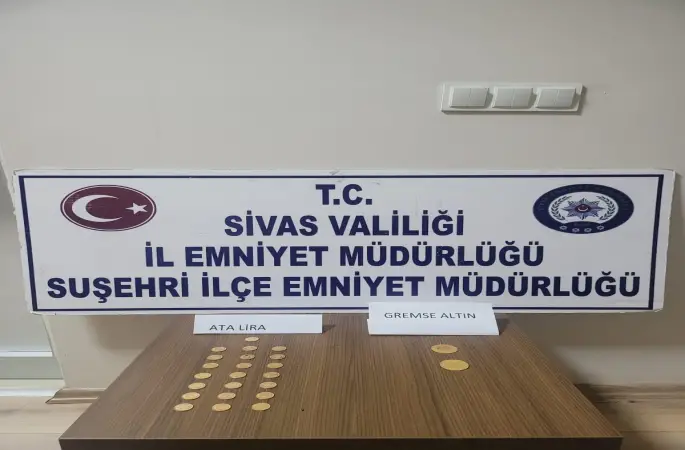 T.C.
SİVAS VALİLİĞİ
İL EMNİYET MÜDÜRLÜĞÜ
SUŞEHRİ İLÇE EMNİYET MÜDÜRLÜĞÜ
ATA LİRA
GREMSE ALTIN